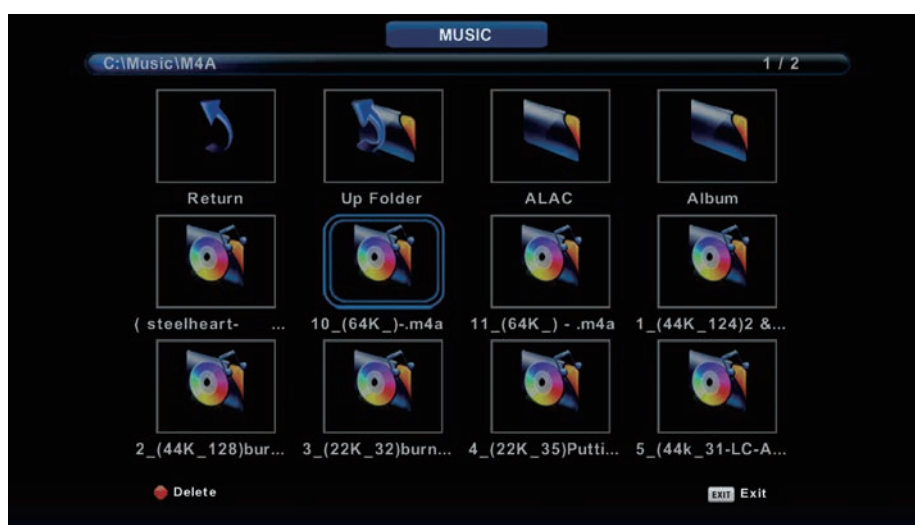 MUSIC
C:\Music\M4A 1 / 2
Return Up Folder ALAC Album
( steelheart- ... 10_(64K_)-.m4a 11_(64K_) - .m4a 1_(44K_124)2 &...
2_(44K_128)bur... 3_(22K_32)burn... 4_(22K_35)Putti... 5_(44k_31-LC-A...
Delete EXIT Exit